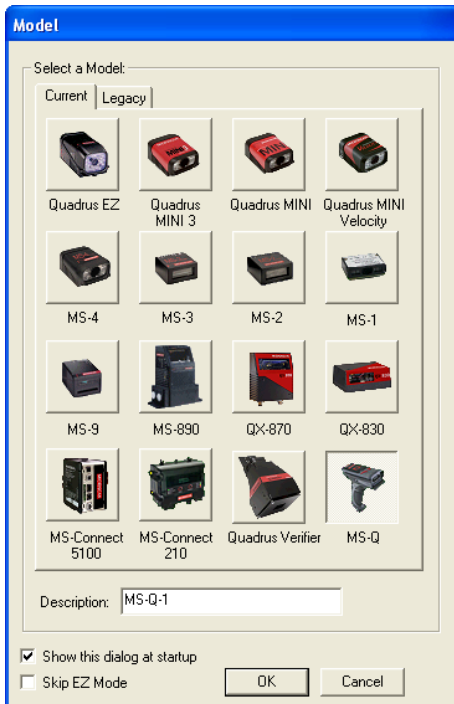 Model
Select a Model:
Current Legacy
Quadrus EZ
Quadrus MINI 3
Quadrus MINI
Quadrus MINI Velocity
MS-4
MS-3
MS-2
MS-1
MS-9
MS-890
QX-870
QX-830
MS-Connect 5100
MS-Connect 210
Quadrus Verifier
MS-Q
Description: MS-Q-1
Show this dialog at startup
Skip EZ Mode
OK
Cancel